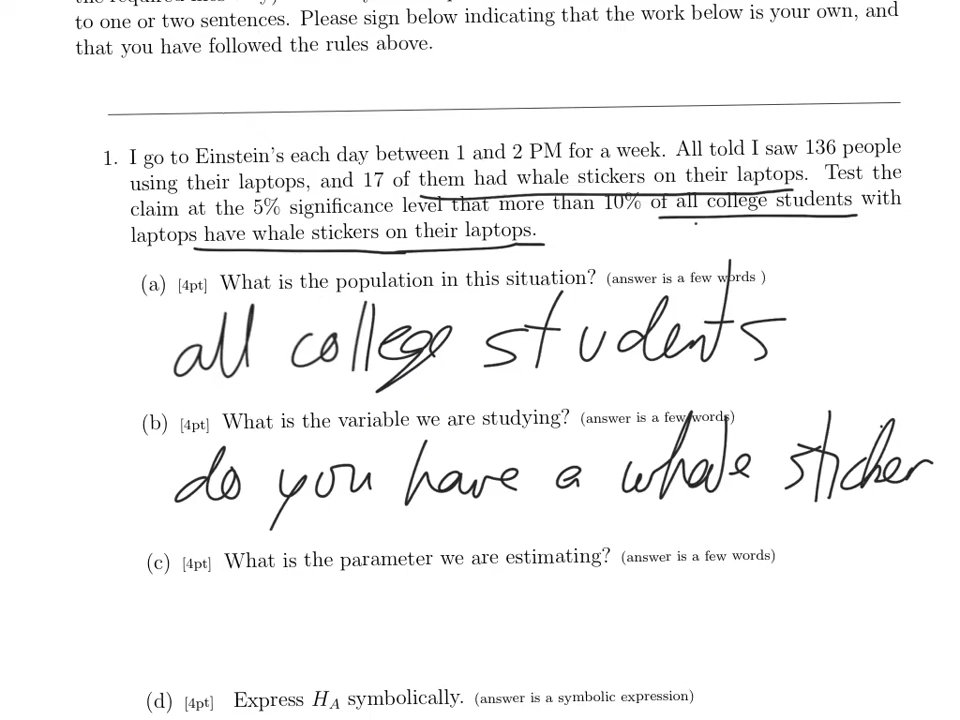 to one or two sentences. Please sign below indicating that the work below is your own, and
that you have followed the rules above.
1. I go to Einstein's each day between 1 and 2 PM for a week. All told I saw 136 people
using their laptops, and 17 of them had whale stickers on their laptops. Test the
claim at the 5% significance level that more than 10% of all college students with
laptops have whale stickers on their laptops.
(a) [4pt] What is the population in this situation? (answer is a few words )
all college students
(b) [4pt] What is the variable we are studying? (answer is a few words)
do you have a whale sticker
(c) [4pt] What is the parameter we are estimating? (answer is a few words)
(d) [4pt] Express H_A symbolically. (answer is a symbolic expression)